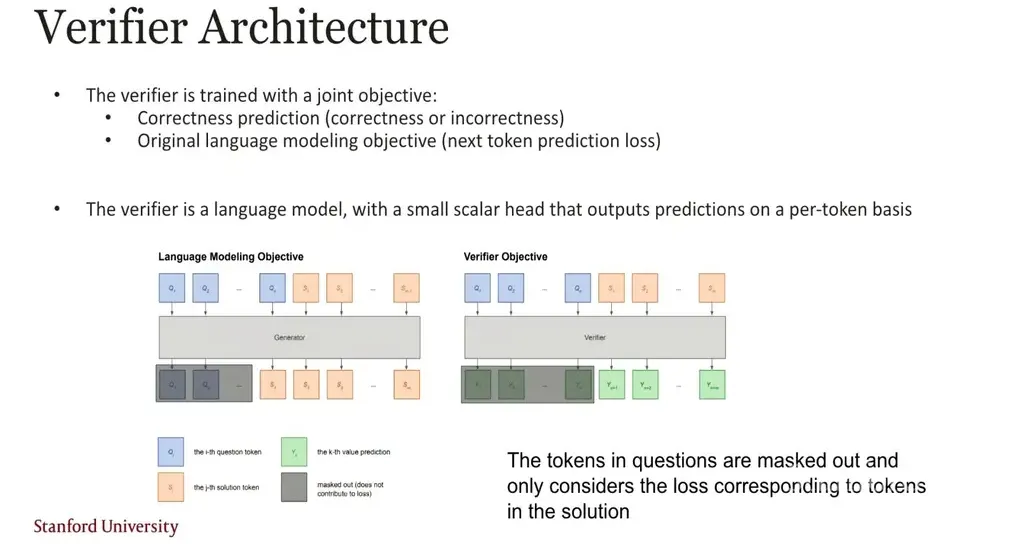 Verifier Architecture
• The verifier is trained with a joint objective:
• Correctness prediction (correctness or incorrectness)
• Original language modeling objective (next token prediction loss)
• The verifier is a language model, with a small scalar head that outputs predictions on a per-token basis
Language Modeling Objective
Verifier Objective
Generator
Verifier
the i-th question token
the k-th value prediction
the j-th solution token
masked out (does not
contribute to loss)
The tokens in questions are masked out and
only considers the loss corresponding to tokens
in the solution
Stanford University